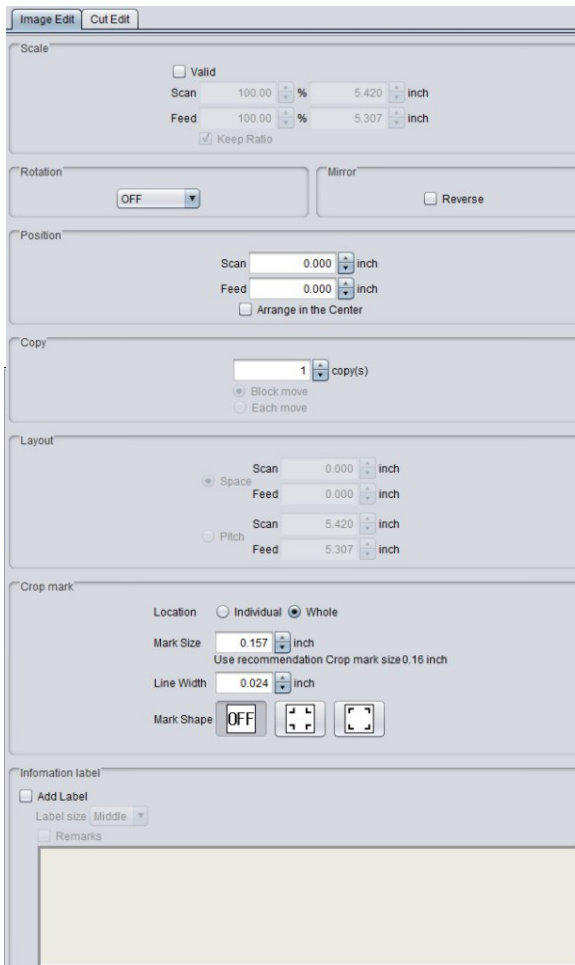 Image Edit Cut Edit
Scale
Valid
Scan 100.00 % 5.420 inch
Feed 100.00 % 5.307 inch
Keep Ratio
Rotation Mirror
OFF Reverse
Position
Scan 0.000 inch
Feed 0.000 inch
Arrange in the Center
Copy
1 copy(s)
Block move
Each move
Layout
Scan 0.000 inch
Space
Feed 0.000 inch
Scan 5.420 inch
Pitch
Feed 5.307 inch
Crop mark
Location Individual Whole
Mark Size 0.157 inch
Use recommendation Crop mark size0.16 inch
Line Width 0.024 inch
Mark Shape OFF
Infomation label
Add Label
Label size Middle
Remarks